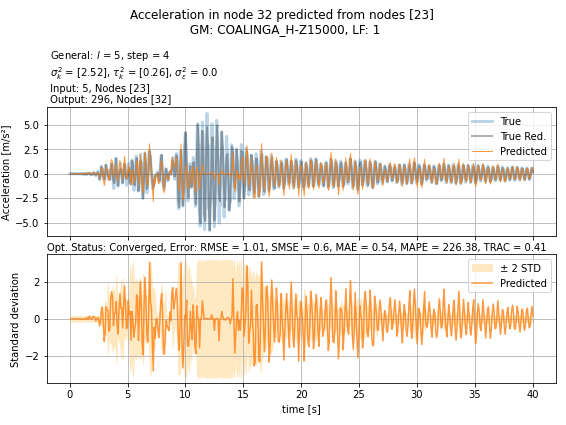 Acceleration in node 32 predicted from nodes [23]
GM: COALINGA_H-Z15000, LF: 1
General: l = 5, step = 4
σ²ₖ = [2.52], τ²ₖ = [0.26], σ²ε = 0.0
Input: 5, Nodes [23]
Output: 296, Nodes [32]
Acceleration [m/s²]
5.0
2.5
0.0
−2.5
−5.0
True
True Red.
Predicted
Opt. Status: Converged, Error: RMSE = 1.01, SMSE = 0.6, MAE = 0.54, MAPE = 226.38, TRAC = 0.41
Standard deviation
2
0
−2
± 2 STD
Predicted
0 5 10 15 20 25 30 35 40
time [s]